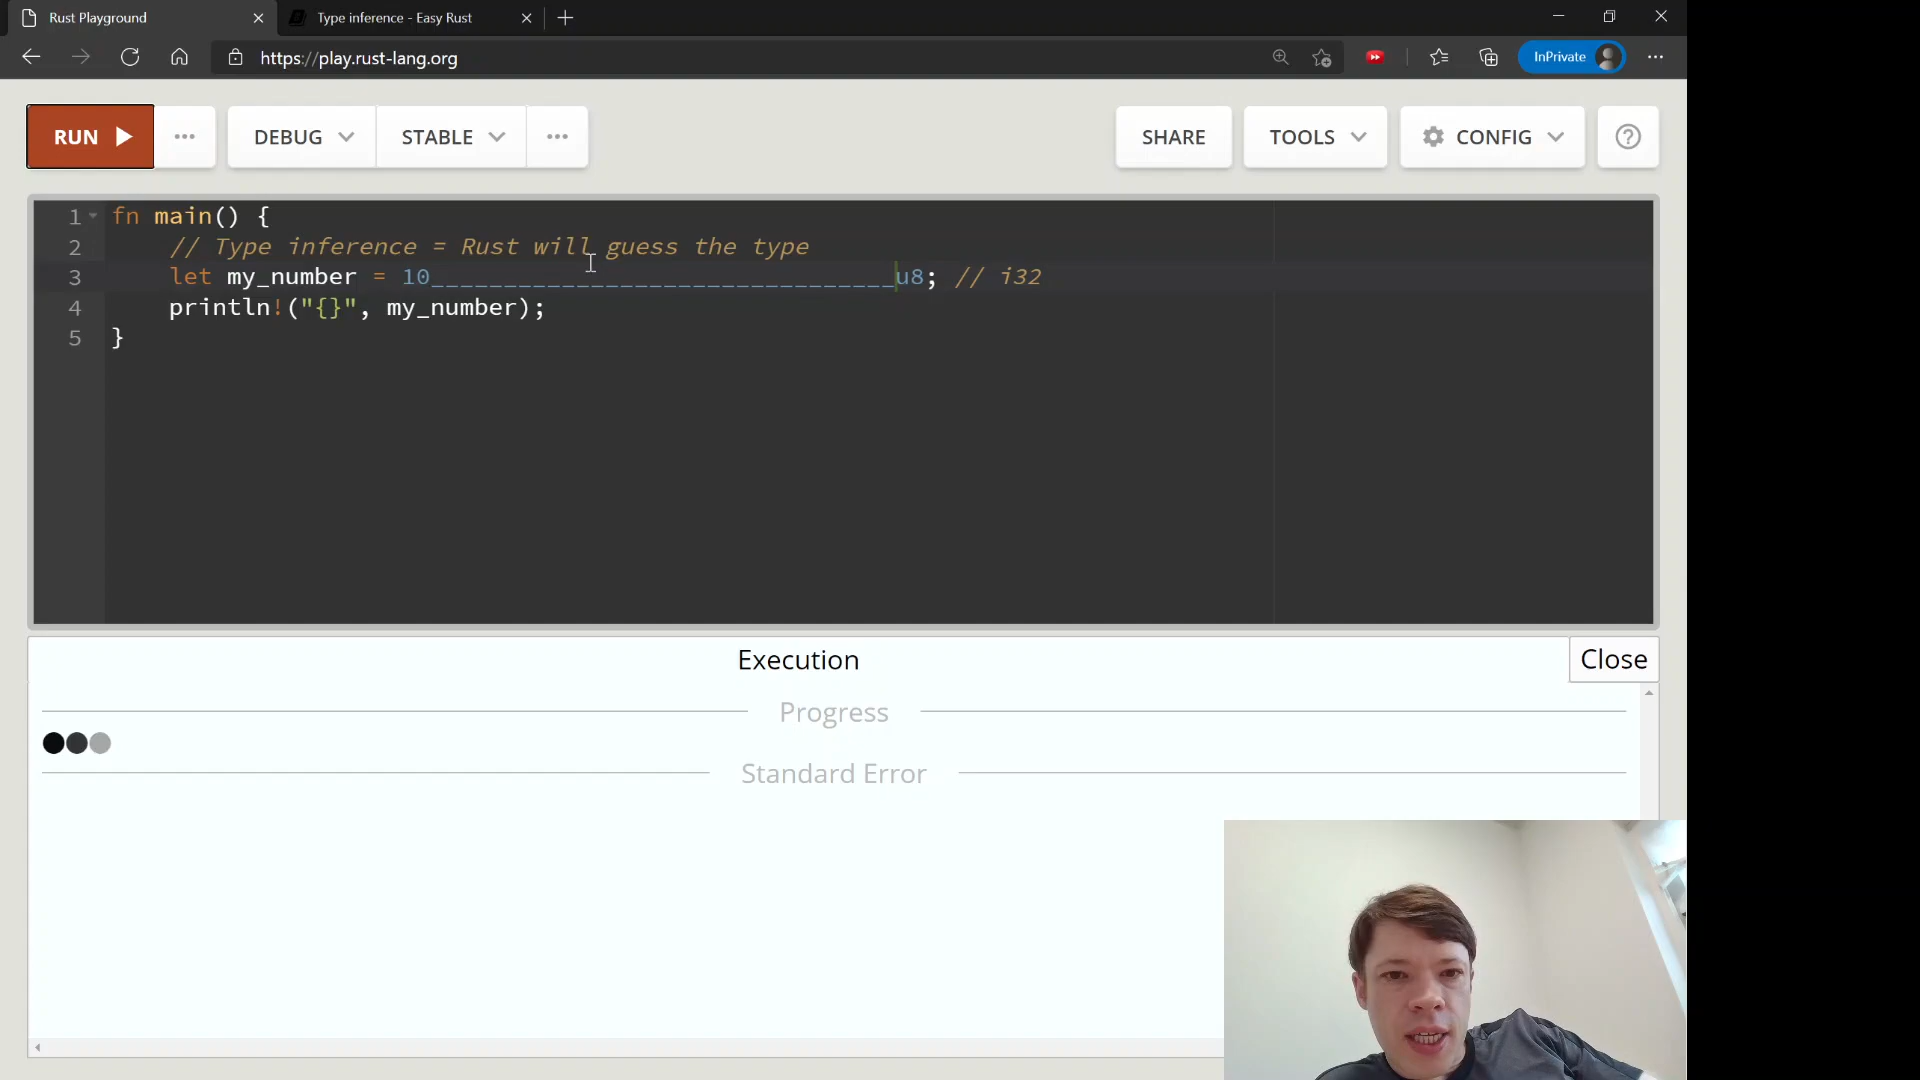 Rust Playground
Type inference - Easy Rust
https://play.rust-lang.org
InPrivate
RUN
DEBUG
STABLE
SHARE
TOOLS
CONFIG
1 fn main() {
2 // Type inference = Rust will guess the type
3 let my_number = 10________________________________u8; // i32
4 println!("{}", my_number);
5 }
Execution
Close
Progress
Standard Error